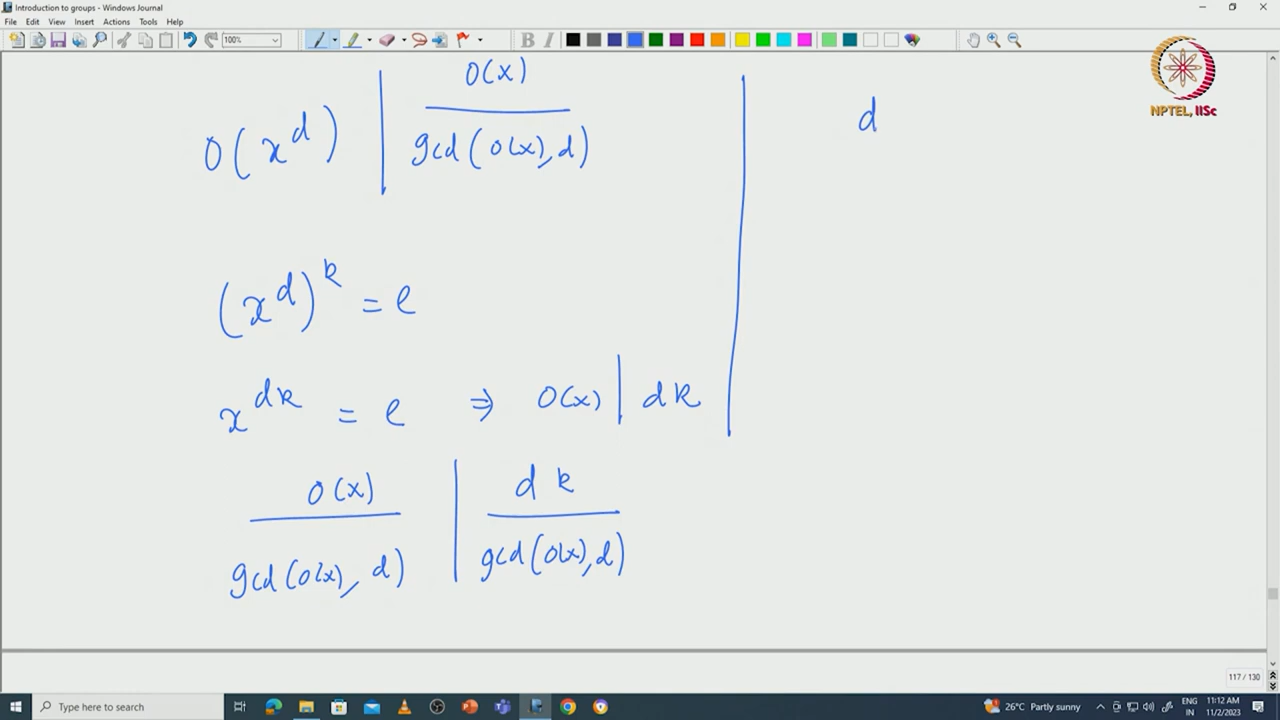 Introduction to groups - Windows Journal
File Edit View Insert Actions Tools Help
100%
B I
NPTEL, IISc
O(x^d) | O(x) / gcd(O(x), d)
d
(x^d)^k = e
x^{dk} = e ⇒ O(x) | dk
O(x) / gcd(O(x), d) | dk / gcd(O(x), d)
117 / 130
Type here to search
26°C Partly sunny
ENG IN
11:12 AM
11/2/2023